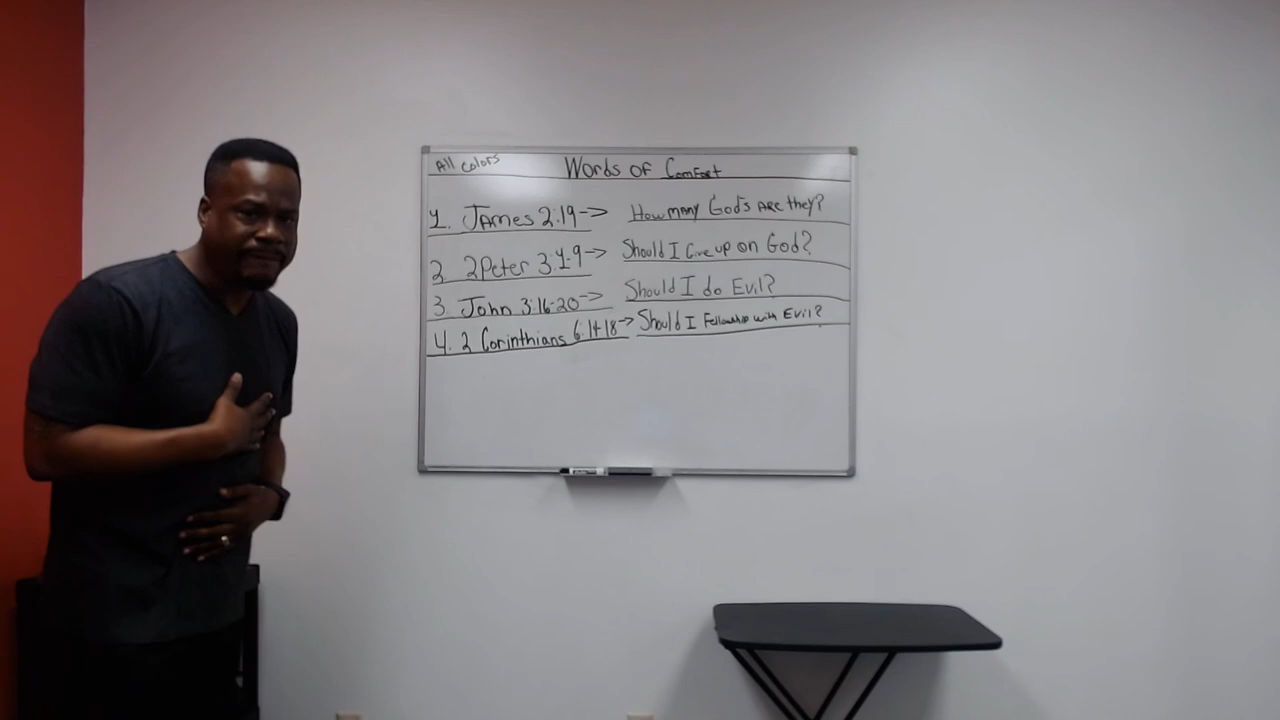 All Colors
Words of Comfort
1. James 2:19-> How many God's are they?
2. 2Peter 3:1-9-> Should I Give up on God?
3. John 3:16-20-> Should I do Evil?
4. 2 Corinthians 6:14-18-> Should I Fellowship with Evil?